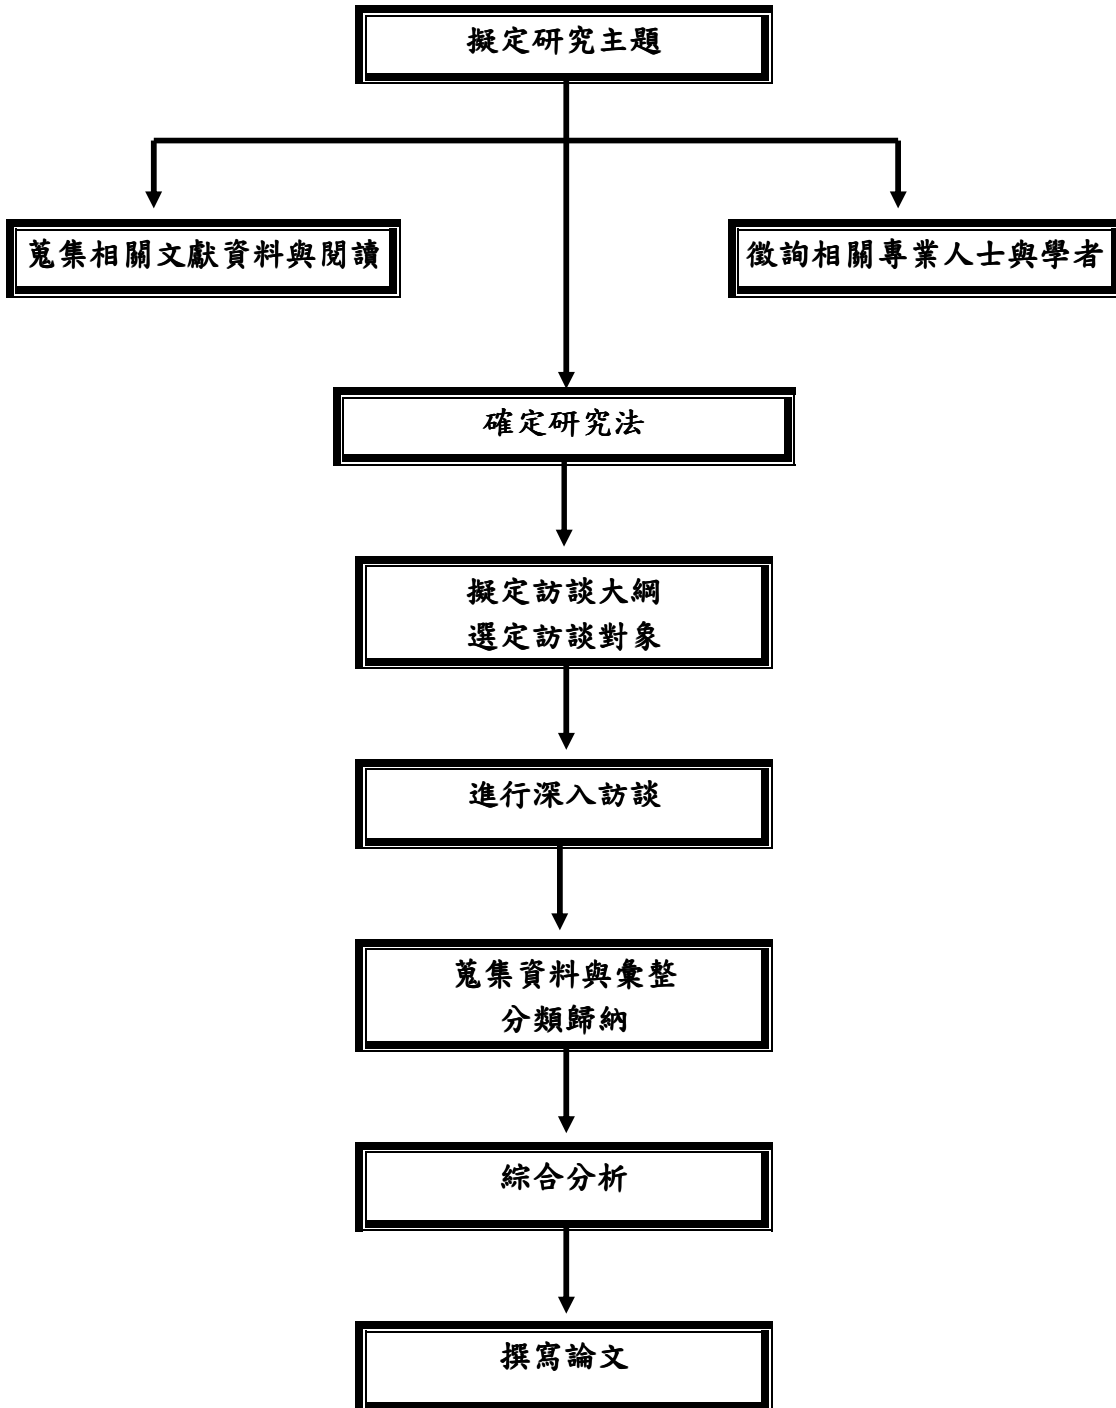 擬定研究主題
蒐集相關文獻資料與閱讀
徵詢相關專業人士與學者
確定研究法
擬定訪談大綱
選定訪談對象
進行深入訪談
蒐集資料與彙整
分類歸納
綜合分析
撰寫論文